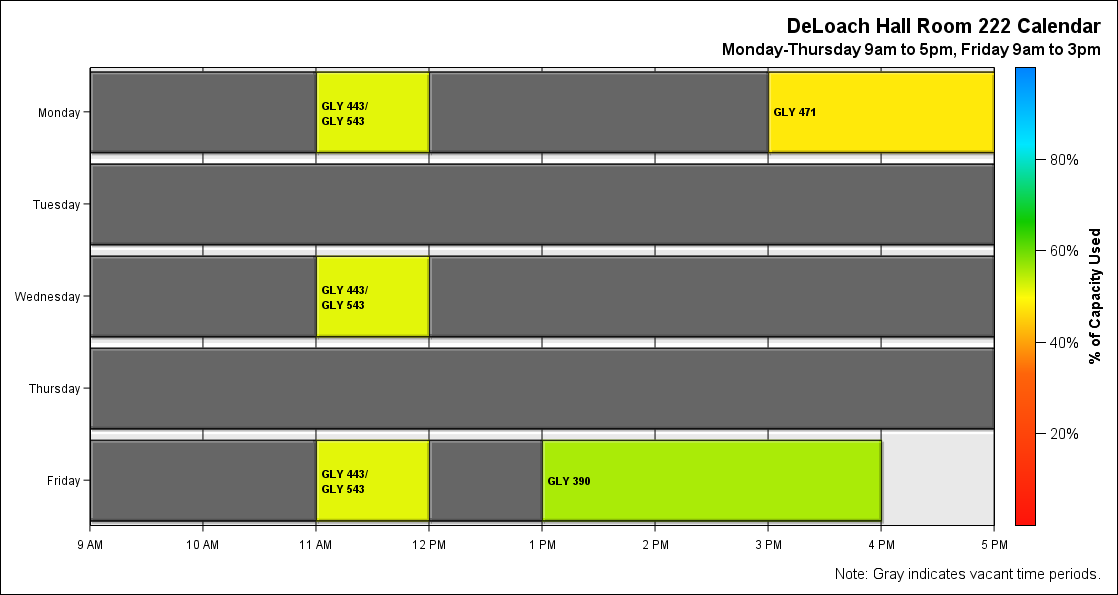 DeLoach Hall Room 222 Calendar
Monday-Thursday 9am to 5pm, Friday 9am to 3pm
Monday
GLY 443/
GLY 543
GLY 471
Tuesday
Wednesday
GLY 443/
GLY 543
Thursday
Friday
GLY 443/
GLY 543
GLY 390
9 AM 10 AM 11 AM 12 PM 1 PM 2 PM 3 PM 4 PM 5 PM
80%
60%
40%
20%
% of Capacity Used
Note: Gray indicates vacant time periods.